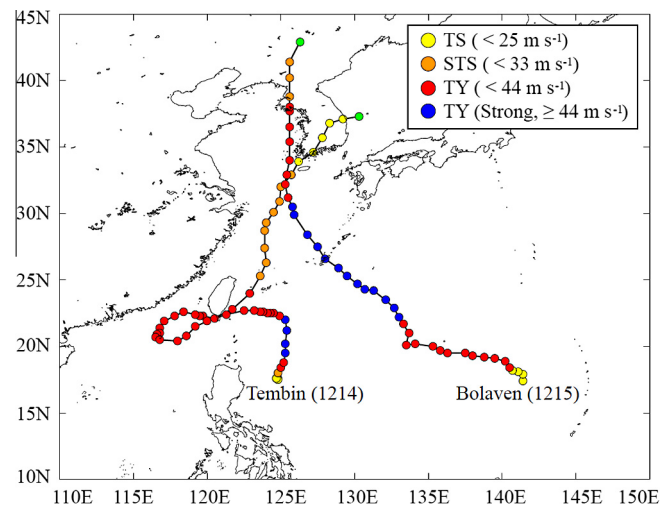 45N
TS ( < 25 m s-1)
STS ( < 33 m s-1)
40N
TY ( < 44 m s-1)
TY (Strong, ≥ 44 m s-1)
35N
30N
25N
20N
Tembin (1214)
Bolaven (1215)
15N
10N
110E 115E 120E 125E 130E 135E 140E 145E 150E